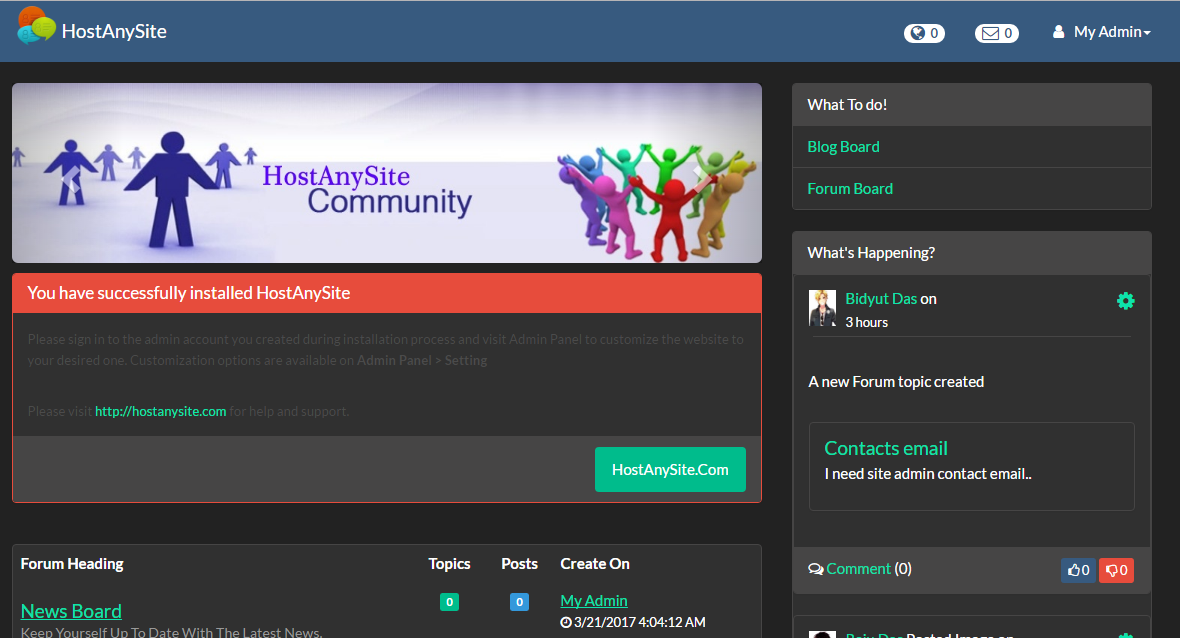 HostAnySite
0
0
My Admin
HostAnySite
Community
You have successfully installed HostAnySite
Please sign in to the admin account you created during installation process and visit Admin Panel to customize the website to
your desired one. Customization options are available on Admin Panel > Setting
Please visit http://hostanysite.com for help and support.
HostAnySite.Com
Forum Heading Topics Posts Create On
News Board 0 0 My Admin
3/21/2017 4:04:12 AM
Keep Yourself Up To Date With The Latest News.
What To do!
Blog Board
Forum Board
What's Happening?
Bidyut Das on
3 hours
A new Forum topic created
Contacts email
I need site admin contact email..
Comment (0)
0
0
Posted Image on